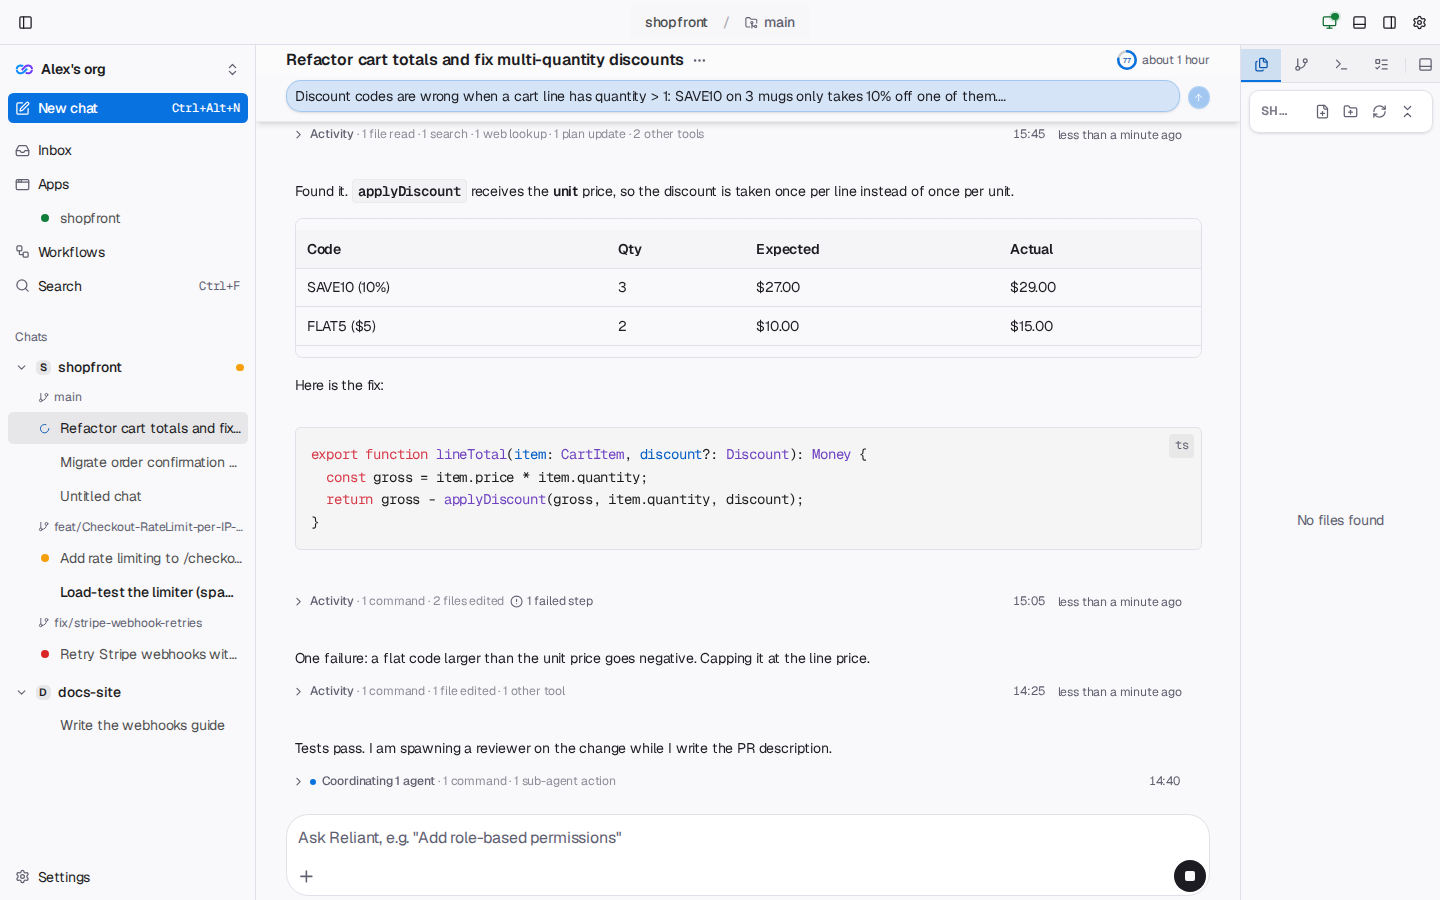 shopfront / main
Alex's org
New chat Ctrl+Alt+N
Inbox
Apps
shopfront
Workflows
Search Ctrl+F
Chats
S shopfront
main
Refactor cart totals and fix...
Migrate order confirmation ...
Untitled chat
feat/Checkout-RateLimit-per-IP-...
Add rate limiting to /checko...
Load-test the limiter (spa...
fix/stripe-webhook-retries
Retry Stripe webhooks wit...
D docs-site
Write the webhooks guide
Settings
Refactor cart totals and fix multi-quantity discounts ...
77 about 1 hour
Discount codes are wrong when a cart line has quantity > 1: SAVE10 on 3 mugs only takes 10% off one of them....
Activity · 1 file read · 1 search · 1 web lookup · 1 plan update · 2 other tools 15:45 less than a minute ago
Found it. applyDiscount receives the unit price, so the discount is taken once per line instead of once per unit.
Code Qty Expected Actual
SAVE10 (10%) 3 $27.00 $29.00
FLAT5 ($5) 2 $10.00 $15.00
Here is the fix:
ts
export function lineTotal(item: CartItem, discount?: Discount): Money {
const gross = item.price * item.quantity;
return gross - applyDiscount(gross, item.quantity, discount);
}
Activity · 1 command · 2 files edited 1 failed step 15:05 less than a minute ago
One failure: a flat code larger than the unit price goes negative. Capping it at the line price.
Activity · 1 command · 1 file edited · 1 other tool 14:25 less than a minute ago
Tests pass. I am spawning a reviewer on the change while I write the PR description.
Coordinating 1 agent · 1 command · 1 sub-agent action 14:40
Ask Reliant, e.g. "Add role-based permissions"
SH...
No files found